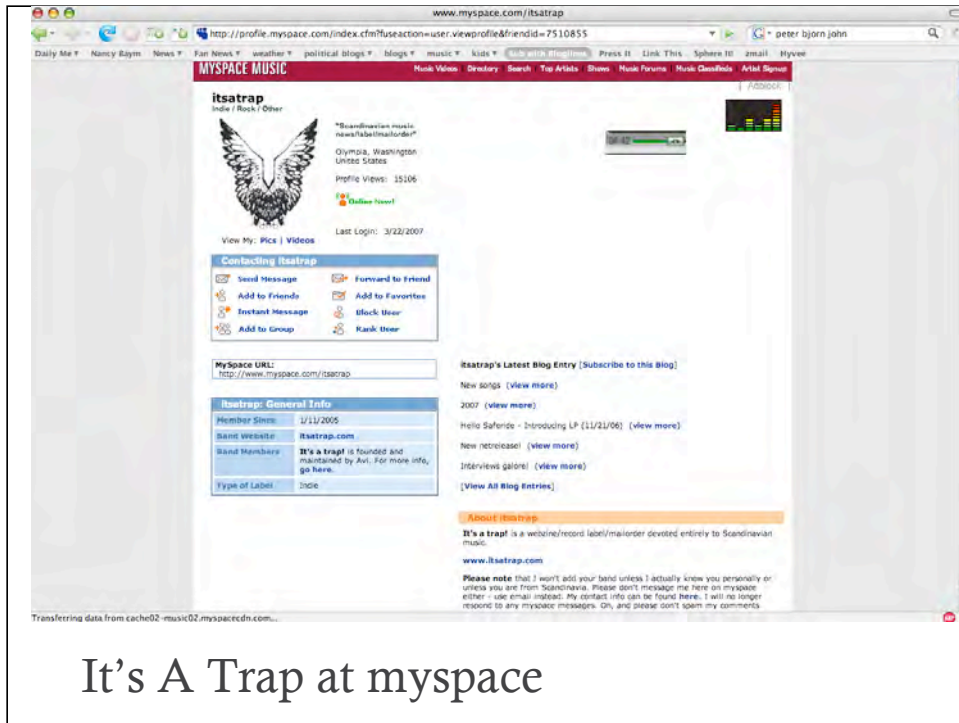 www.myspace.com/itsatrap
http://profile.myspace.com/index.cfm?fuseaction=user.viewprofile&friendid=7510855
peter bjorn john
Daily Me Nancy Baym News Fan News weather political blogs blogs music kids Sub with Bloglines Press It Link This Sphere It! zmail Hyvee
MYSPACE MUSIC
Music Videos Directory Search Top Artists Shows Music Forums Music Classifieds Artist Signup
Adblock
itsatrap
Indie / Rock / Other
"Scandinavian music
news/label/mailorder"
Olympia, Washington
United States
Profile Views: 15106
Online Now!
Last Login: 3/22/2007
View My: Pics | Videos
Contacting itsatrap
Send Message Forward to Friend
Add to Friends Add to Favorites
Instant Message Block User
Add to Group Rank User
MySpace URL:
http://www.myspace.com/itsatrap
itsatrap: General Info
Member Since 1/11/2005
Band Website itsatrap.com
Band Members It's a trap! is founded and
maintained by Avi. For more info,
go here.
Type of Label Indie
itsatrap's Latest Blog Entry [Subscribe to this Blog]
New songs (view more)
2007 (view more)
Hello Saferide - Introducing LP (11/21/06) (view more)
New netrelease! (view more)
Interviews galore! (view more)
[View All Blog Entries]
About itsatrap
It's a trap! is a webzine/record label/mailorder devoted entirely to Scandinavian
music.
www.itsatrap.com
Please note that I won't add your band unless I actually know you personally or
unless you are from Scandinavia. Please don't message me here on myspace
either - use email instead. My contact info can be found here. I will no longer
respond to any myspace messages. Oh, and please don't spam my comments
Transferring data from cache02-music02.myspacecdn.com...
It's A Trap at myspace